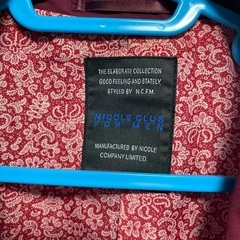 THE ELABORATE COLLECTION
GOOD FEELING AND STATELY
STYLED BY N.C.F.M.
NICOLE CLUB
FOR MEN
MANUFACTURED BY NICOLE
COMPANY LIMITED.